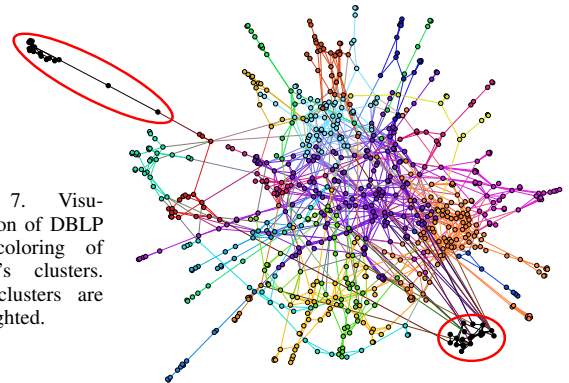 7. Visu-
on of DBLP
coloring of
's clusters.
clusters are
ghted.